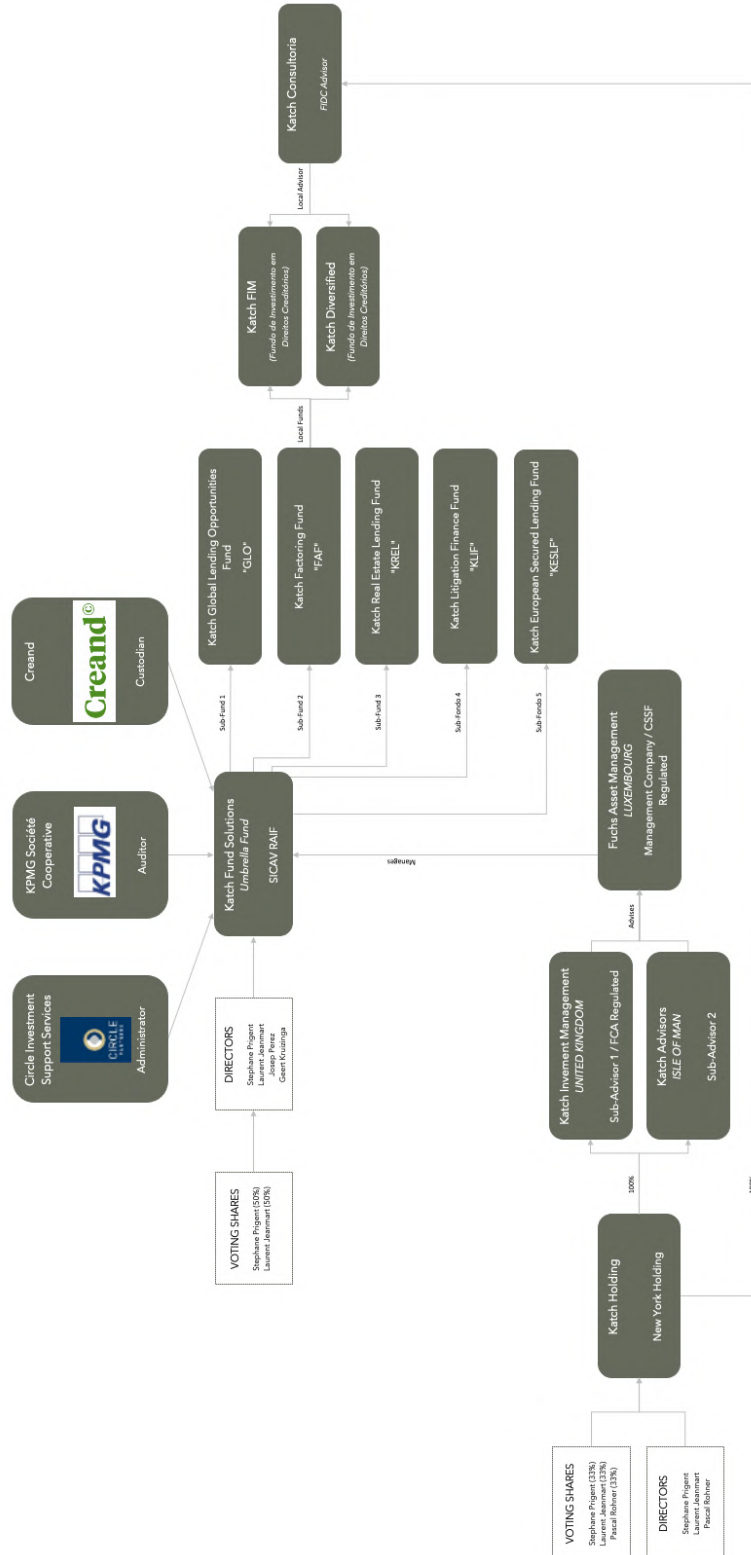 Circle Investment
Support Services
CIRCLE
PARTNERS
Administrator
KPMG Société
Cooperative
KPMG
Auditor
Creand
Creand©
Custodian
VOTING SHARES
Stephane Prigent (50%)
Laurent Jeanmart (50%)
DIRECTORS
Stephane Prigent
Laurent Jeanmart
Josep Perez
Geert Kruizinga
Katch Fund Solutions
Umbrella Fund
SICAV RAIF
Sub-Fund 1
Katch Global Lending Opportunities
Fund
"GLO"
Sub-Fund 2
Katch Factoring Fund
"FAF"
Sub-Fund 3
Katch Real Estate Lending Fund
"KREL"
Sub-Fondo 4
Katch Litigation Finance Fund
"KLIF"
Sub-Fondo 5
Katch European Secured Lending Fund
"KESLF"
Local Funds
Katch FIM
(Fundo de Investimento em
Direitos Creditórios)
Katch Diversified
(Fundo de Investimento em
Direitos Creditórios)
Local Advisor
Katch Consultoria
FIDC Advisor
Manages
VOTING SHARES
Stephane Prigent (33%)
Laurent Jeanmart (33%)
Pascal Rohner (33%)
DIRECTORS
Stephane Prigent
Laurent Jeanmart
Pascal Rohner
Katch Holding
New York Holding
100%
Katch Invement Management
UNITED KINGDOM
Sub-Advisor 1 / FCA Regulated
Katch Advisors
ISLE OF MAN
Sub-Advisor 2
Advises
Fuchs Asset Management
LUXEMBOURG
Management Company / CSSF
Regulated